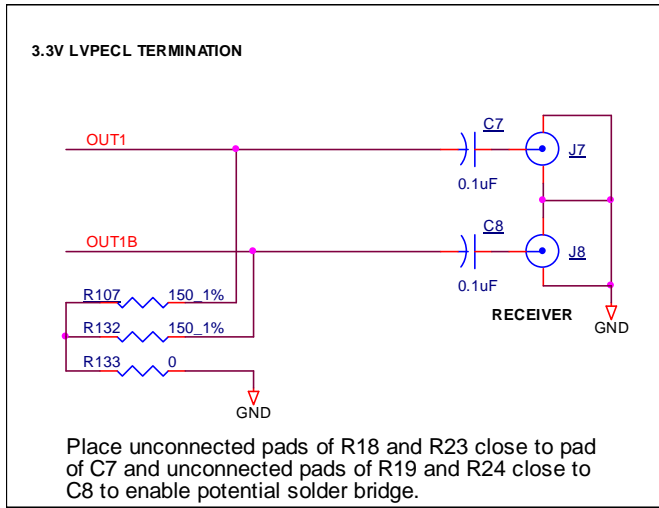 3.3V LVPECL TERMINATION
OUT1
C7
J7
0.1uF
OUT1B
C8
J8
0.1uF
R107 150_1%
RECEIVER
GND
R132 150_1%
R133 0
GND
Place unconnected pads of R18 and R23 close to pad
of C7 and unconnected pads of R19 and R24 close to
C8 to enable potential solder bridge.